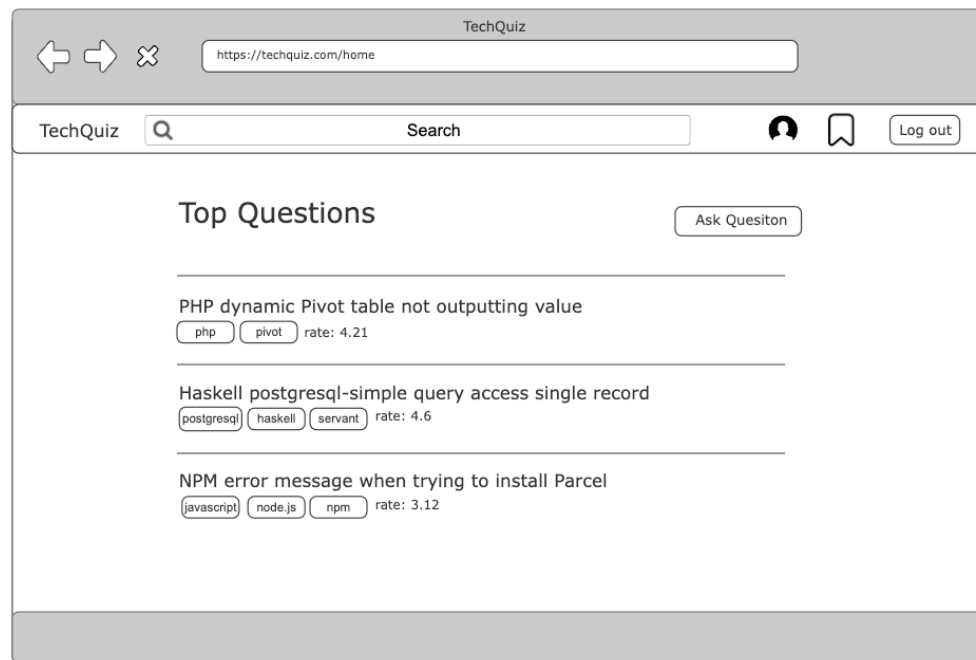 TechQuiz
https://techquiz.com/home
TechQuiz Search Log out
Top Questions
Ask Quesiton
PHP dynamic Pivot table not outputting value
php pivot rate: 4.21
Haskell postgresql-simple query access single record
postgresql haskell servant rate: 4.6
NPM error message when trying to install Parcel
javascript node.js npm rate: 3.12